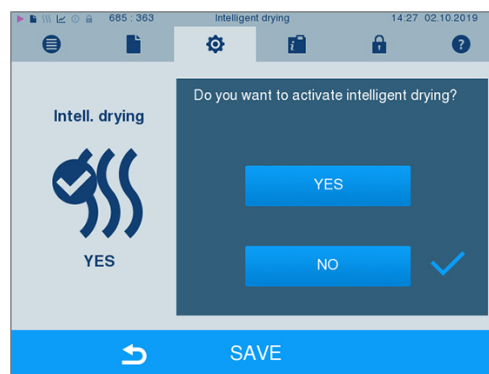 685 : 363 Intelligent drying 14:27 02.10.2019
Intell. drying
YES
Do you want to activate intelligent drying?
YES
NO
SAVE